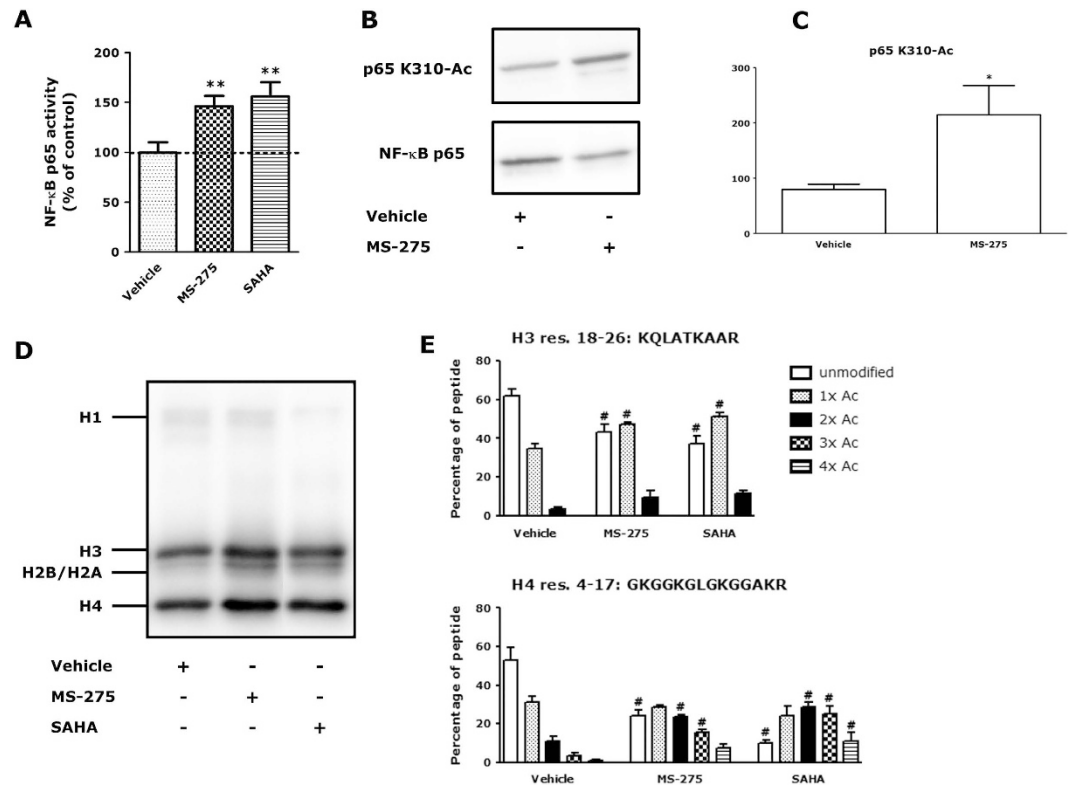 A
NF-κB p65 activity
(% of control)
200
150
100
50
0
**
**
Vehicle
MS-275
SAHA
B
p65 K310-Ac
NF-κB p65
Vehicle + -
MS-275 - +
C
p65 K310-Ac
300
200
100
0
*
Vehicle
MS-275
D
H1
H3
H2B/H2A
H4
Vehicle + - -
MS-275 - + -
SAHA - - +
E
H3 res. 18-26: KQLATKAAR
Percentage of peptide
80
60
40
20
0
# #
# #
Vehicle MS-275 SAHA
unmodified
1x Ac
2x Ac
3x Ac
4x Ac
H4 res. 4-17: GKGGKGLGKGGAKR
Percentage of peptide
80
60
40
20
0
# # #
# # # #
Vehicle MS-275 SAHA